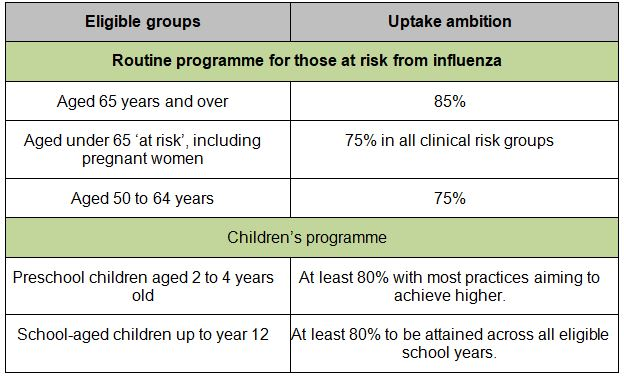 Eligible groups
Uptake ambition
Routine programme for those at risk from influenza
Aged 65 years and over
85%
Aged under 65 ‘at risk’, including
pregnant women
75% in all clinical risk groups
Aged 50 to 64 years
75%
Children’s programme
Preschool children aged 2 to 4 years
old
At least 80% with most practices aiming to
achieve higher.
School-aged children up to year 12
At least 80% to be attained across all eligible
school years.